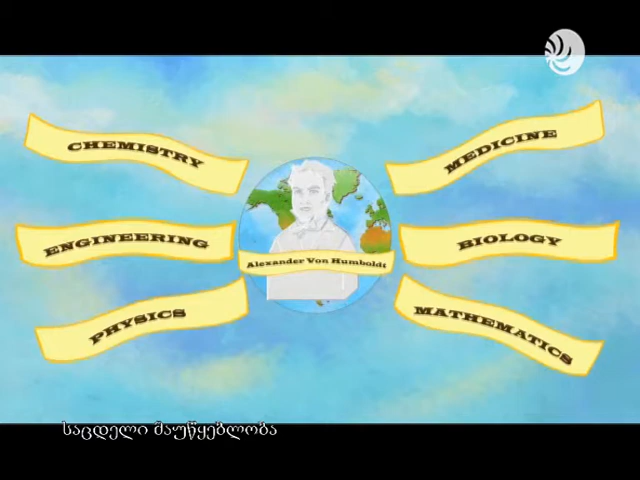 CHEMISTRY
MEDICINE
ENGINEERING
BIOLOGY
Alexander Von Humboldt
PHYSICS
MATHEMATICS
საცდელი მაუწყებლობა